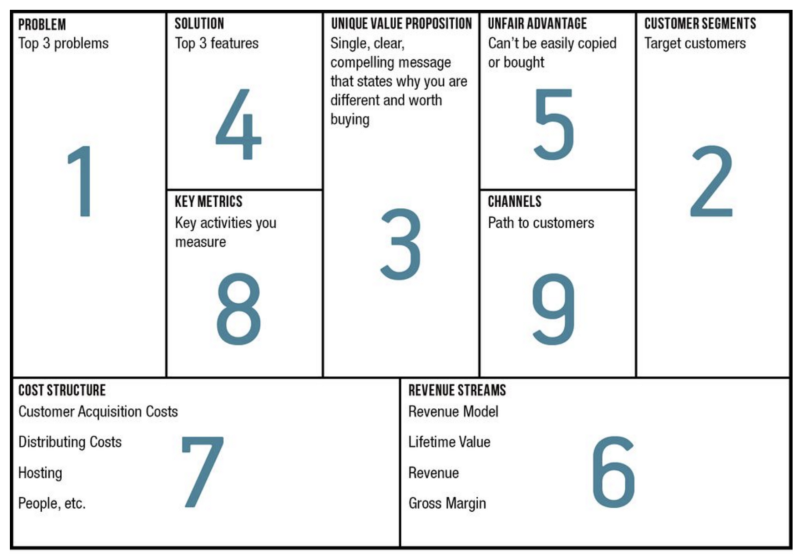 PROBLEM
Top 3 problems
1
SOLUTION
Top 3 features
4
KEY METRICS
Key activities you
measure
8
UNIQUE VALUE PROPOSITION
Single, clear,
compelling message
that states why you are
different and worth
buying
3
UNFAIR ADVANTAGE
Can't be easily copied
or bought
5
CHANNELS
Path to customers
9
CUSTOMER SEGMENTS
Target customers
2
COST STRUCTURE
Customer Acquisition Costs
Distributing Costs
Hosting
People, etc.
7
REVENUE STREAMS
Revenue Model
Lifetime Value
Revenue
Gross Margin
6